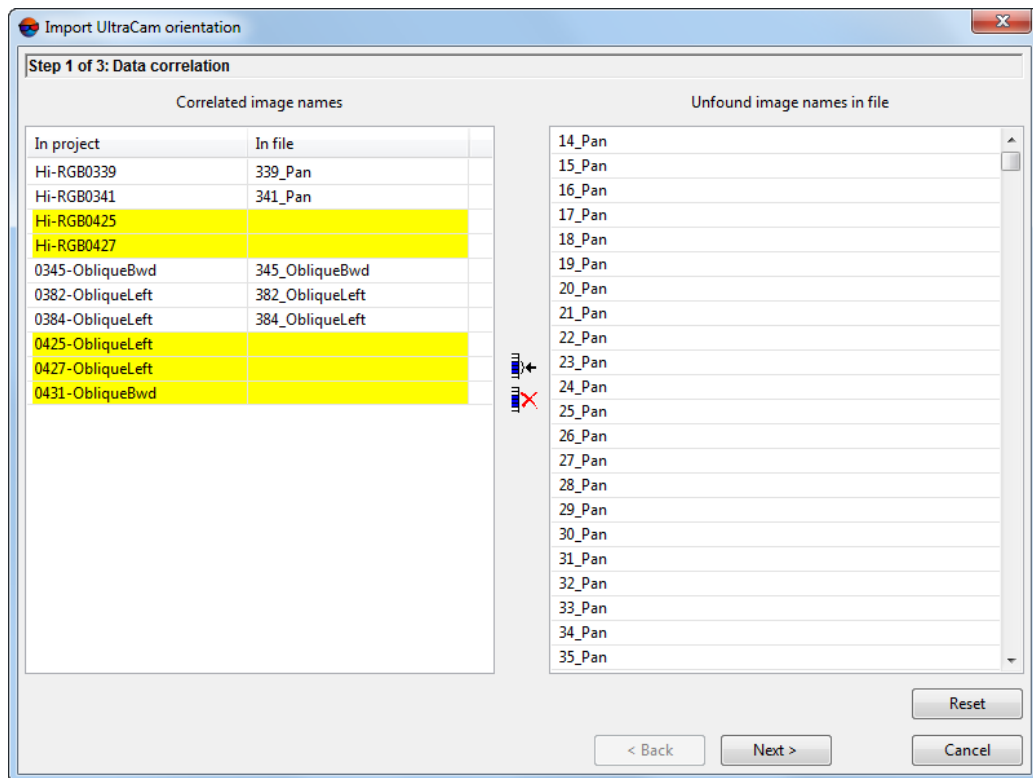 Import UltraCam orientation
Step 1 of 3: Data correlation
Correlated image names
In project In file
Hi-RGB0339 339_Pan
Hi-RGB0341 341_Pan
Hi-RGB0425
Hi-RGB0427
0345-ObliqueBwd 345_ObliqueBwd
0382-ObliqueLeft 382_ObliqueLeft
0384-ObliqueLeft 384_ObliqueLeft
0425-ObliqueLeft
0427-ObliqueLeft
0431-ObliqueBwd
Unfound image names in file
14_Pan
15_Pan
16_Pan
17_Pan
18_Pan
19_Pan
20_Pan
21_Pan
22_Pan
23_Pan
24_Pan
25_Pan
26_Pan
27_Pan
28_Pan
29_Pan
30_Pan
31_Pan
32_Pan
33_Pan
34_Pan
35_Pan
Reset
< Back Next > Cancel